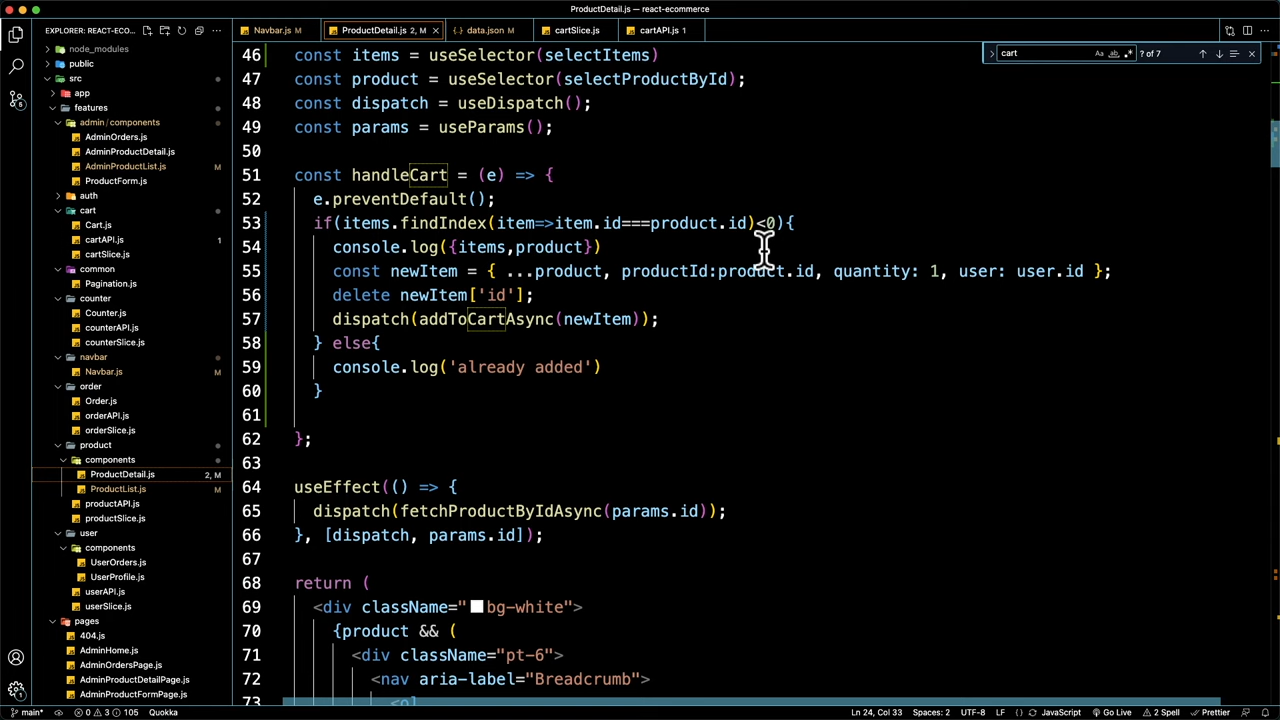 ProductDetail.js — react-ecommerce
EXPLORER: REACT-ECO...
Navbar.js M
ProductDetail.js 2, M
data.json M
cartSlice.js
cartAPI.js 1
cart
Aa
ab
.*
? of 7
node_modules
public
src
app
features
admin / components
AdminOrders.js
AdminProductDetail.js
AdminProductList.js M
ProductForm.js
auth
cart
Cart.js
cartAPI.js 1
cartSlice.js
common
Pagination.js
counter
Counter.js
counterAPI.js
counterSlice.js
navbar
Navbar.js M
order
Order.js
orderAPI.js
orderSlice.js
product
components
ProductDetail.js 2, M
ProductList.js M
productAPI.js
productSlice.js
user
components
UserOrders.js
UserProfile.js
userAPI.js
userSlice.js
pages
404.js
AdminHome.js
AdminOrdersPage.js
AdminProductDetailPage.js
AdminProductFormPage.js
46 const items = useSelector(selectItems)
47 const product = useSelector(selectProductById);
48 const dispatch = useDispatch();
49 const params = useParams();
50
51 const handleCart = (e) => {
52 e.preventDefault();
53 if(items.findIndex(item=>item.id===product.id)<0){
54 console.log({items,product})
55 const newItem = { ...product, productId:product.id, quantity: 1, user: user.id };
56 delete newItem['id'];
57 dispatch(addToCartAsync(newItem));
58 } else{
59 console.log('already added')
60 }
61
62 };
63
64 useEffect(() => {
65 dispatch(fetchProductByIdAsync(params.id));
66 }, [dispatch, params.id]);
67
68 return (
69 <div className="bg-white">
70 {product && (
71 <div className="pt-6">
72 <nav aria-label="Breadcrumb">
73 <ol
main* 0 3 105 Quokka
Ln 24, Col 33 Spaces: 2 UTF-8 LF {} JavaScript Go Live 2 Spell Prettier